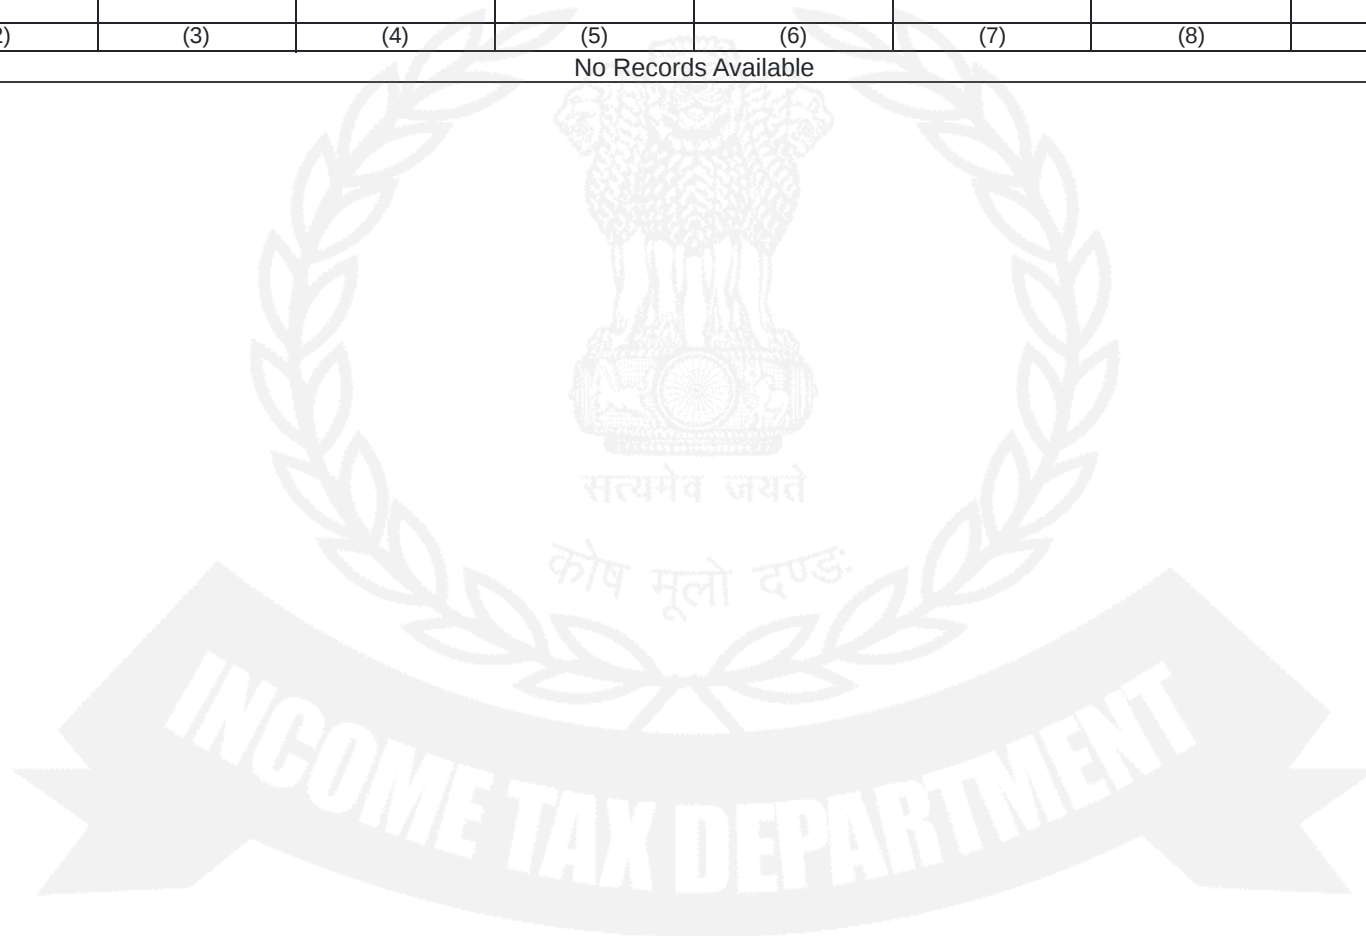 (3) (4) (5) (6) (7) (8)
No Records Available
सत्यमेव जयते
कोष मूलो दण्डः
INCOME TAX DEPARTMENT